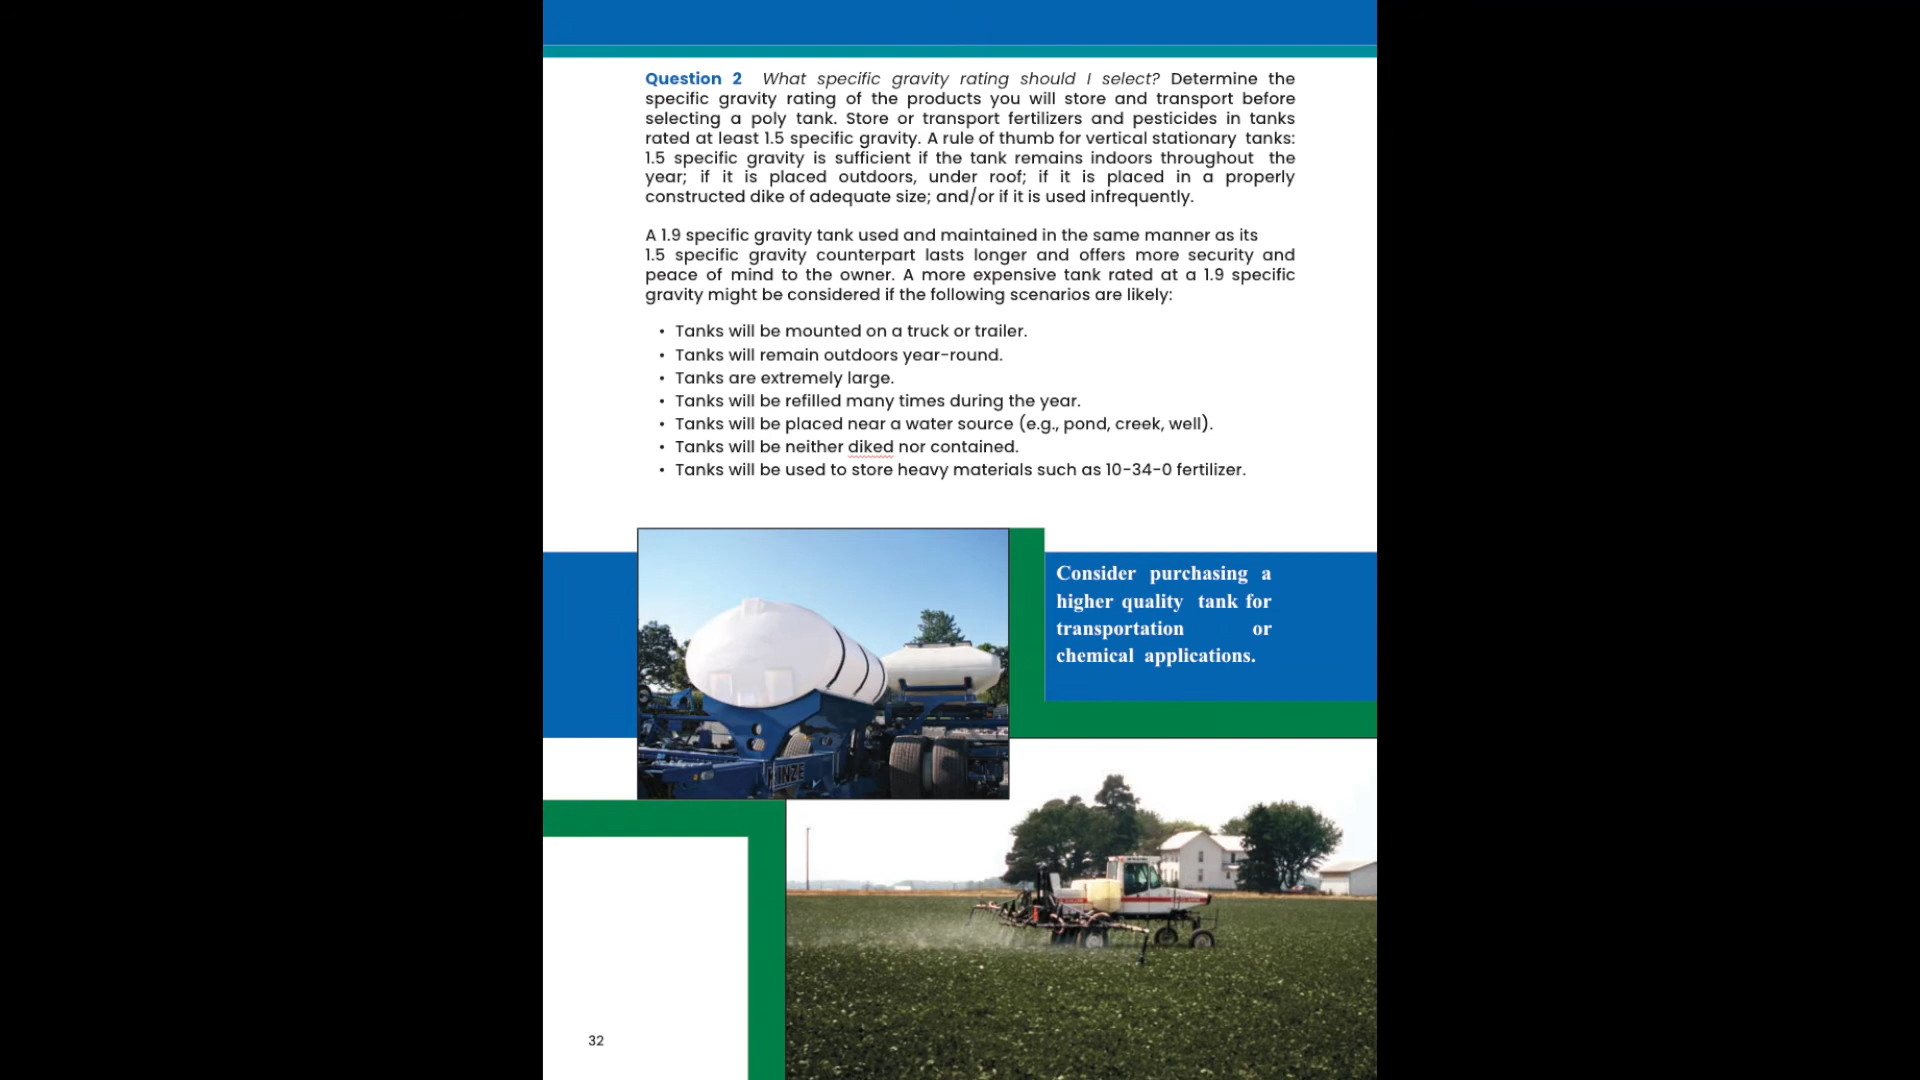 Question 2 What specific gravity rating should I select? Determine the
specific gravity rating of the products you will store and transport before
selecting a poly tank. Store or transport fertilizers and pesticides in tanks
rated at least 1.5 specific gravity. A rule of thumb for vertical stationary tanks:
1.5 specific gravity is sufficient if the tank remains indoors throughout the
year; if it is placed outdoors, under roof; if it is placed in a properly
constructed dike of adequate size; and/or if it is used infrequently.
A 1.9 specific gravity tank used and maintained in the same manner as its
1.5 specific gravity counterpart lasts longer and offers more security and
peace of mind to the owner. A more expensive tank rated at a 1.9 specific
gravity might be considered if the following scenarios are likely:
• Tanks will be mounted on a truck or trailer.
• Tanks will remain outdoors year-round.
• Tanks are extremely large.
• Tanks will be refilled many times during the year.
• Tanks will be placed near a water source (e.g., pond, creek, well).
• Tanks will be neither diked nor contained.
• Tanks will be used to store heavy materials such as 10-34-0 fertilizer.
Consider purchasing a
higher quality tank for
transportation or
chemical applications.
INZE
32